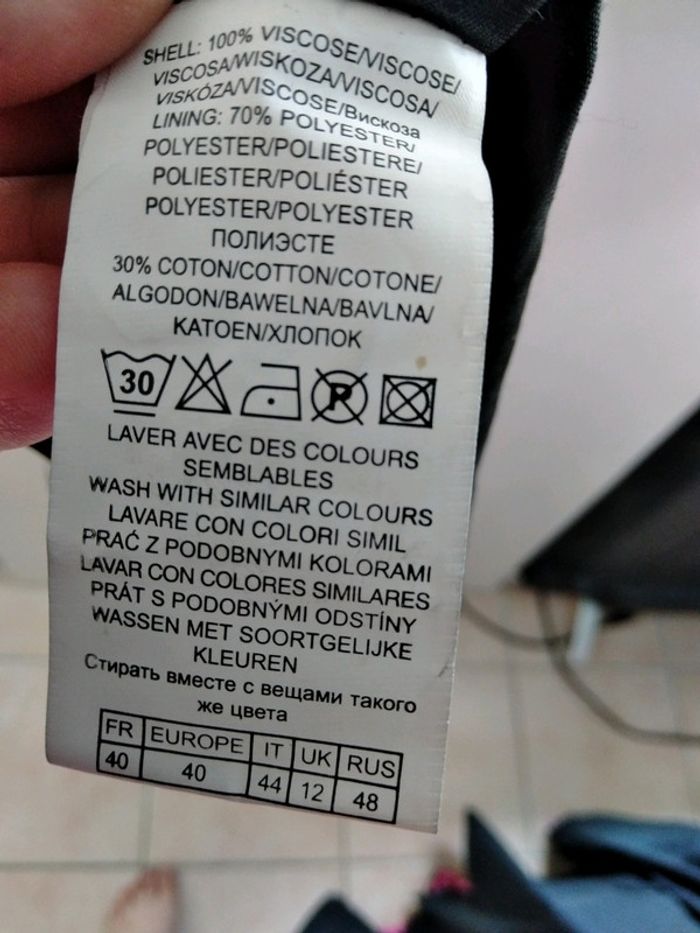 SHELL: 100% VISCOSE/VISCOSE/
VISCOSA/WISKOZA/VISCOSA/
VISKÓZA/VISCOSE/Вискоза
LINING: 70% POLYESTER/
POLYESTER/POLIESTERE/
POLIESTER/POLIÉSTER
POLYESTER/POLYESTER
ПОЛИЭСТЕ
30% COTON/COTTON/COTONE/
ALGODON/BAWELNA/BAVLNA/
KATOEN/ХЛОПОК
30 P
LAVER AVEC DES COLOURS
SEMBLABLES
WASH WITH SIMILAR COLOURS
LAVARE CON COLORI SIMIL
PRAĆ Z PODOBNYMI KOLORAMI
LAVAR CON COLORES SIMILARES
PRÁT S PODOBNÝMI ODSTÍNY
WASSEN MET SOORTGELIJKE
KLEUREN
Стирать вместе с вещами такого
же цвета
FR EUROPE IT UK RUS
40 40 44 12 48